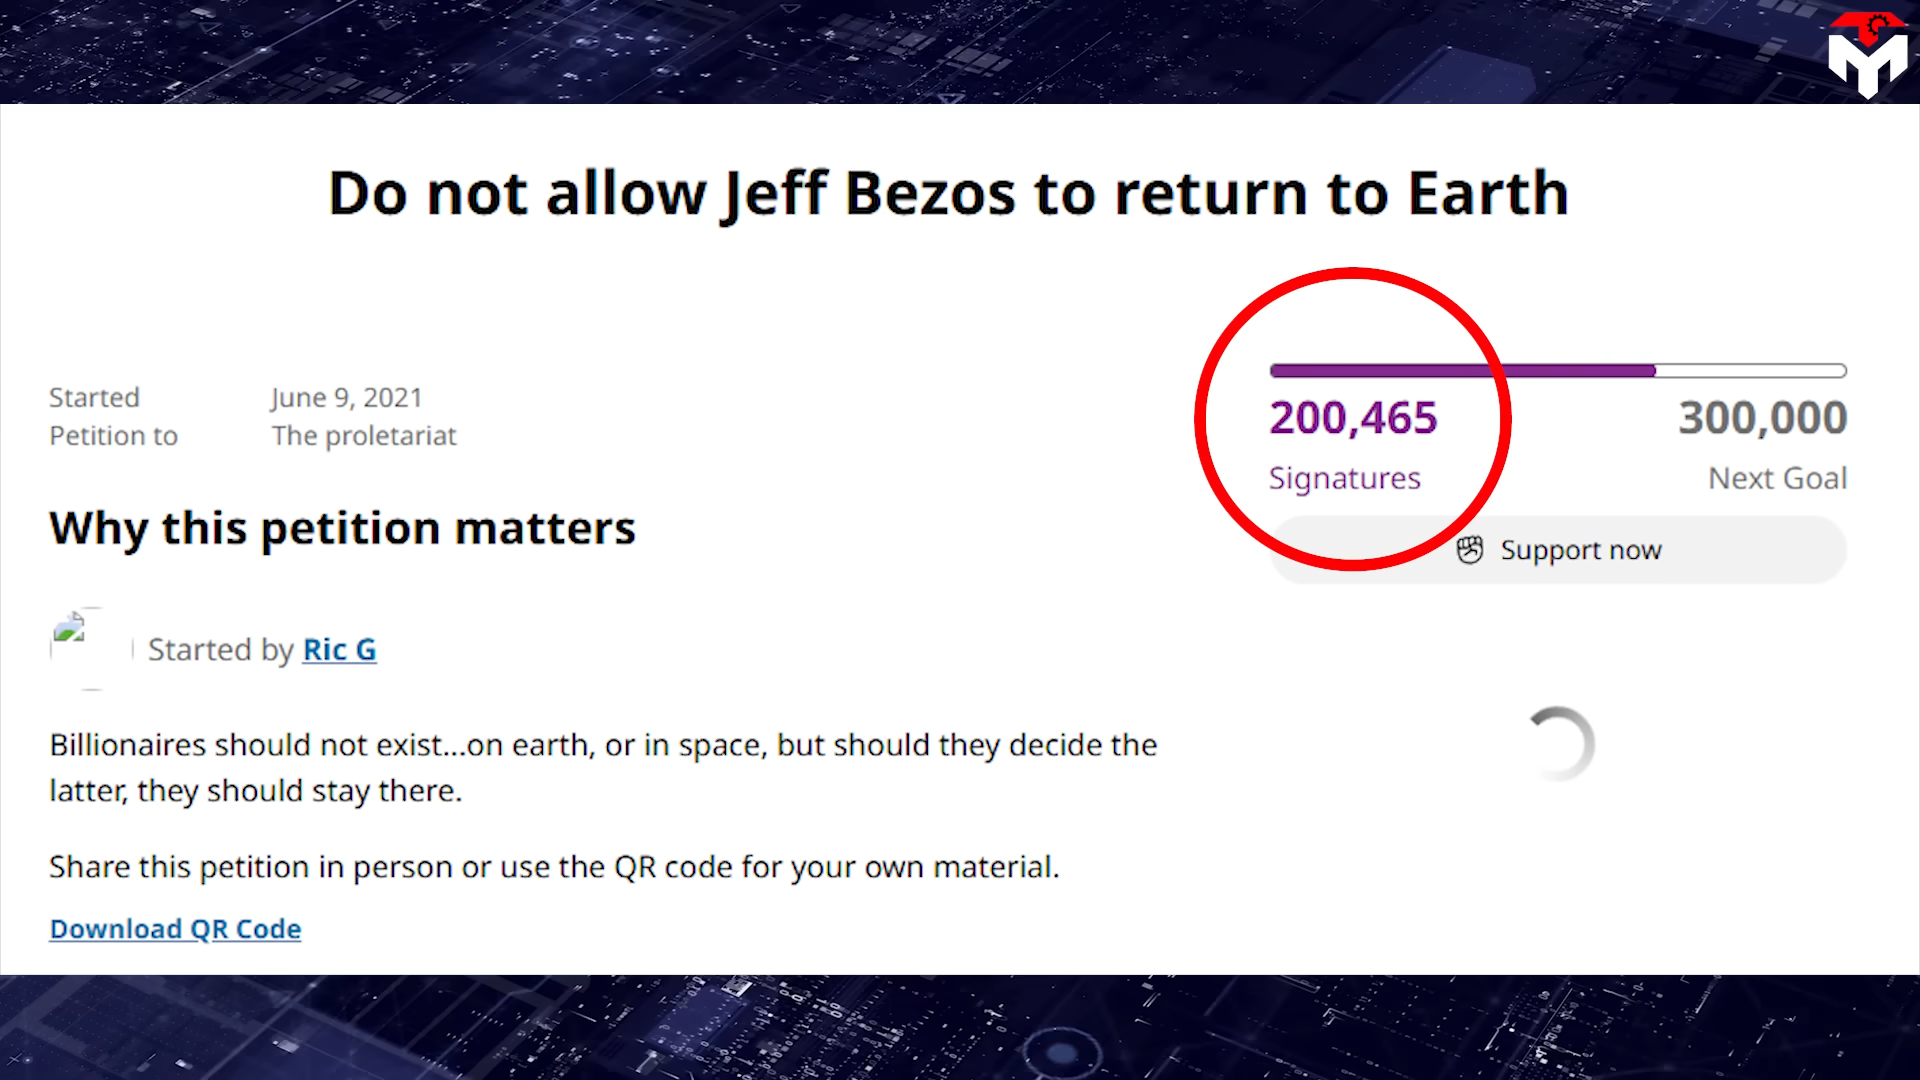 Do not allow Jeff Bezos to return to Earth
Started June 9, 2021
Petition to The proletariat
200,465 300,000
Signatures Next Goal
Support now
Why this petition matters
Started by Ric G
Billionaires should not exist...on earth, or in space, but should they decide the
latter, they should stay there.
Share this petition in person or use the QR code for your own material.
Download QR Code